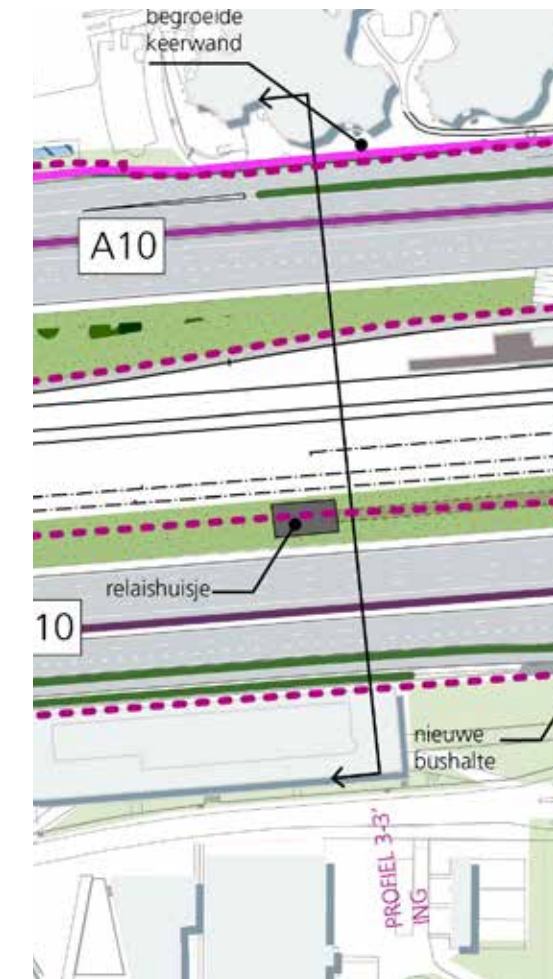 begroeide
keerwand
A10
relaishuisje
10
nieuwe
bushalte
PROFIEL 3-3'
ING